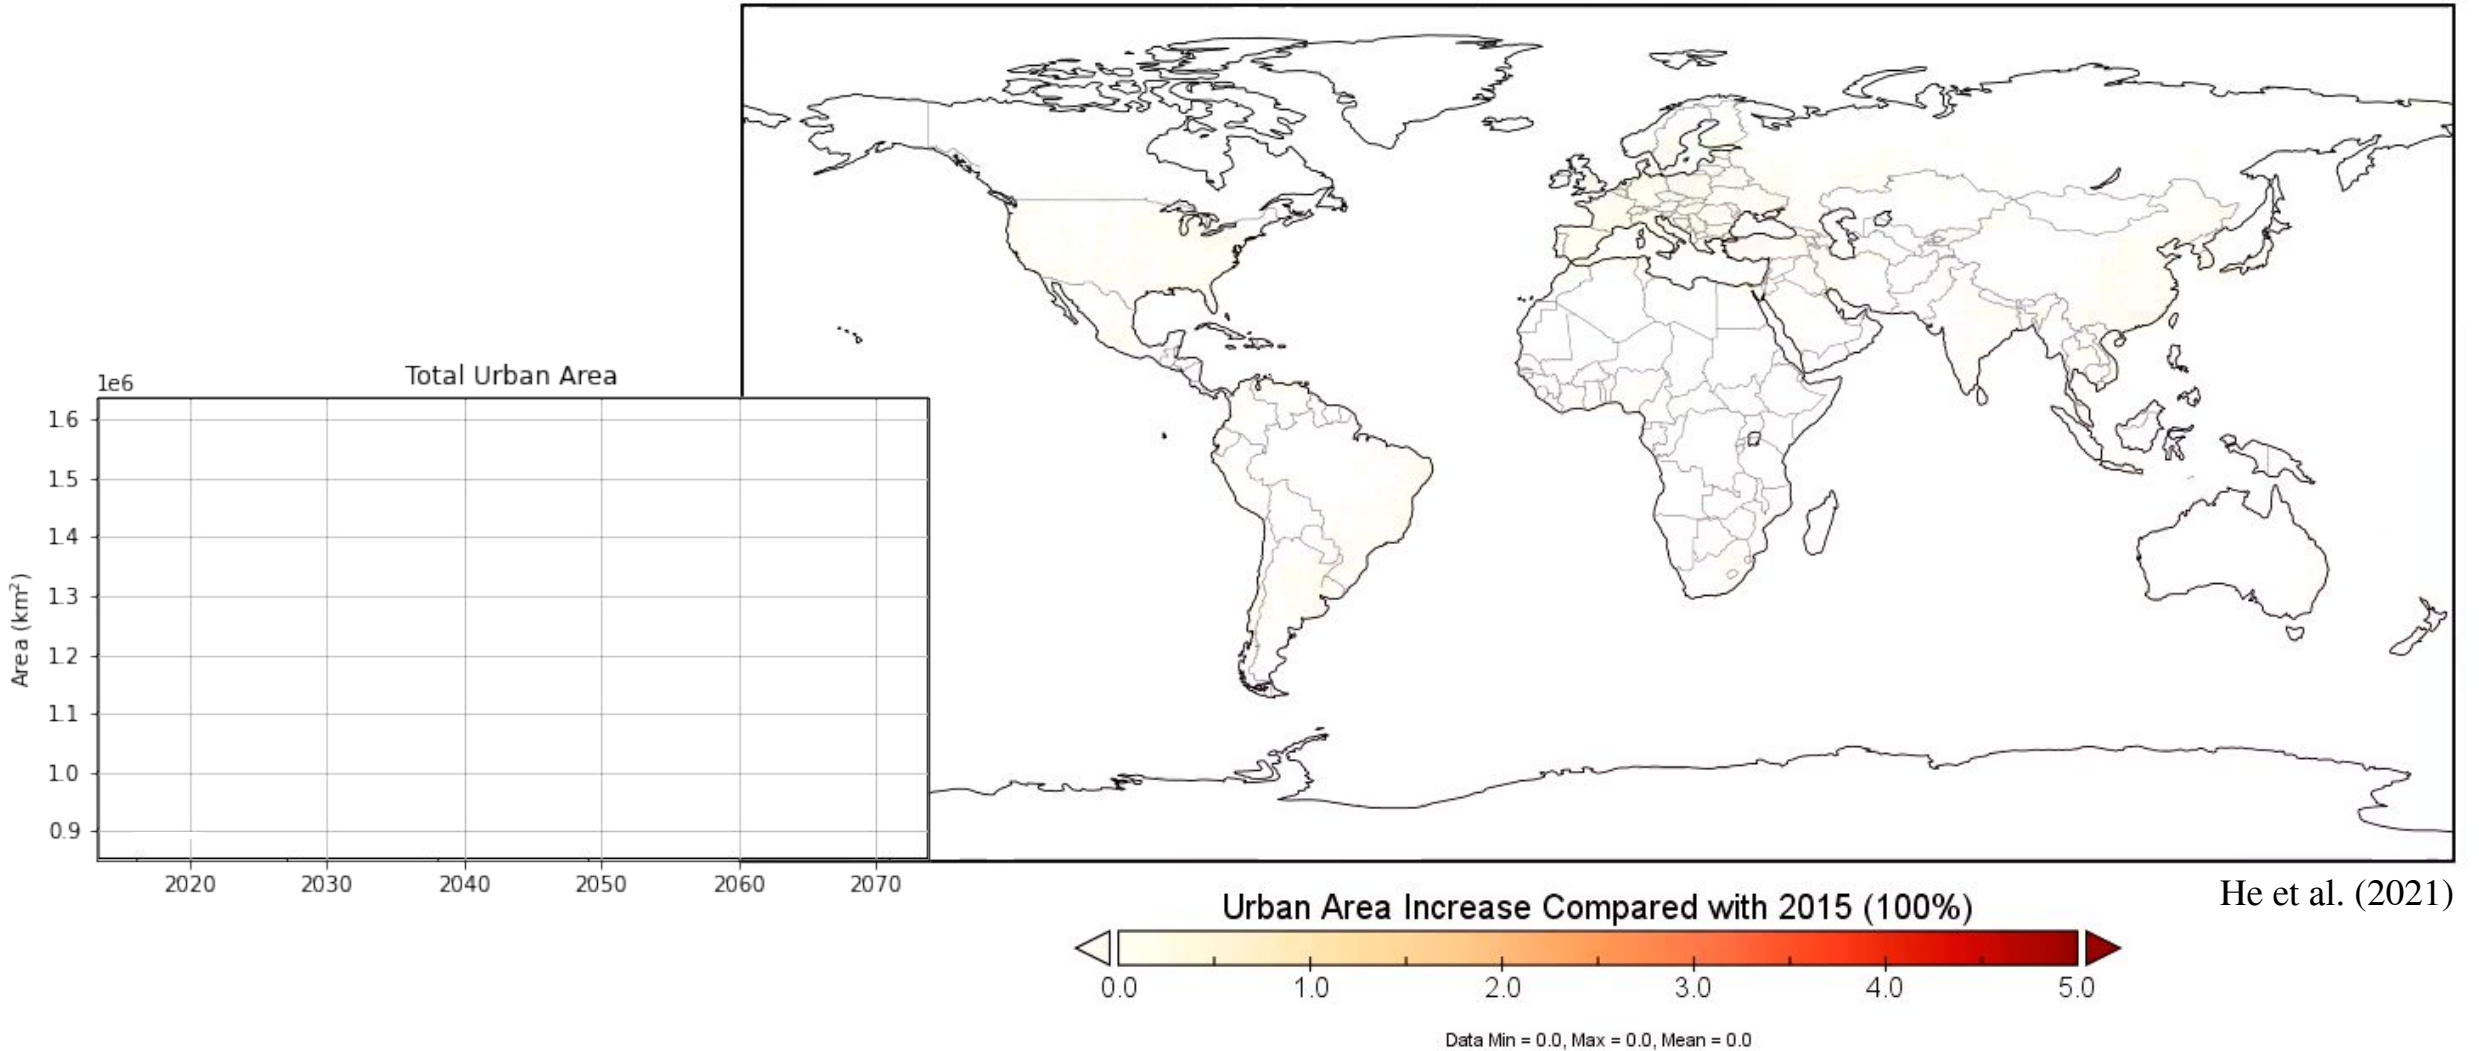 1e6
Total Urban Area
1.6
1.5
1.4
1.3
1.2
1.1
1.0
0.9
Area (km²)
2020 2030 2040 2050 2060 2070
He et al. (2021)
Urban Area Increase Compared with 2015 (100%)
0.0 1.0 2.0 3.0 4.0 5.0
Data Min = 0.0, Max = 0.0, Mean = 0.0